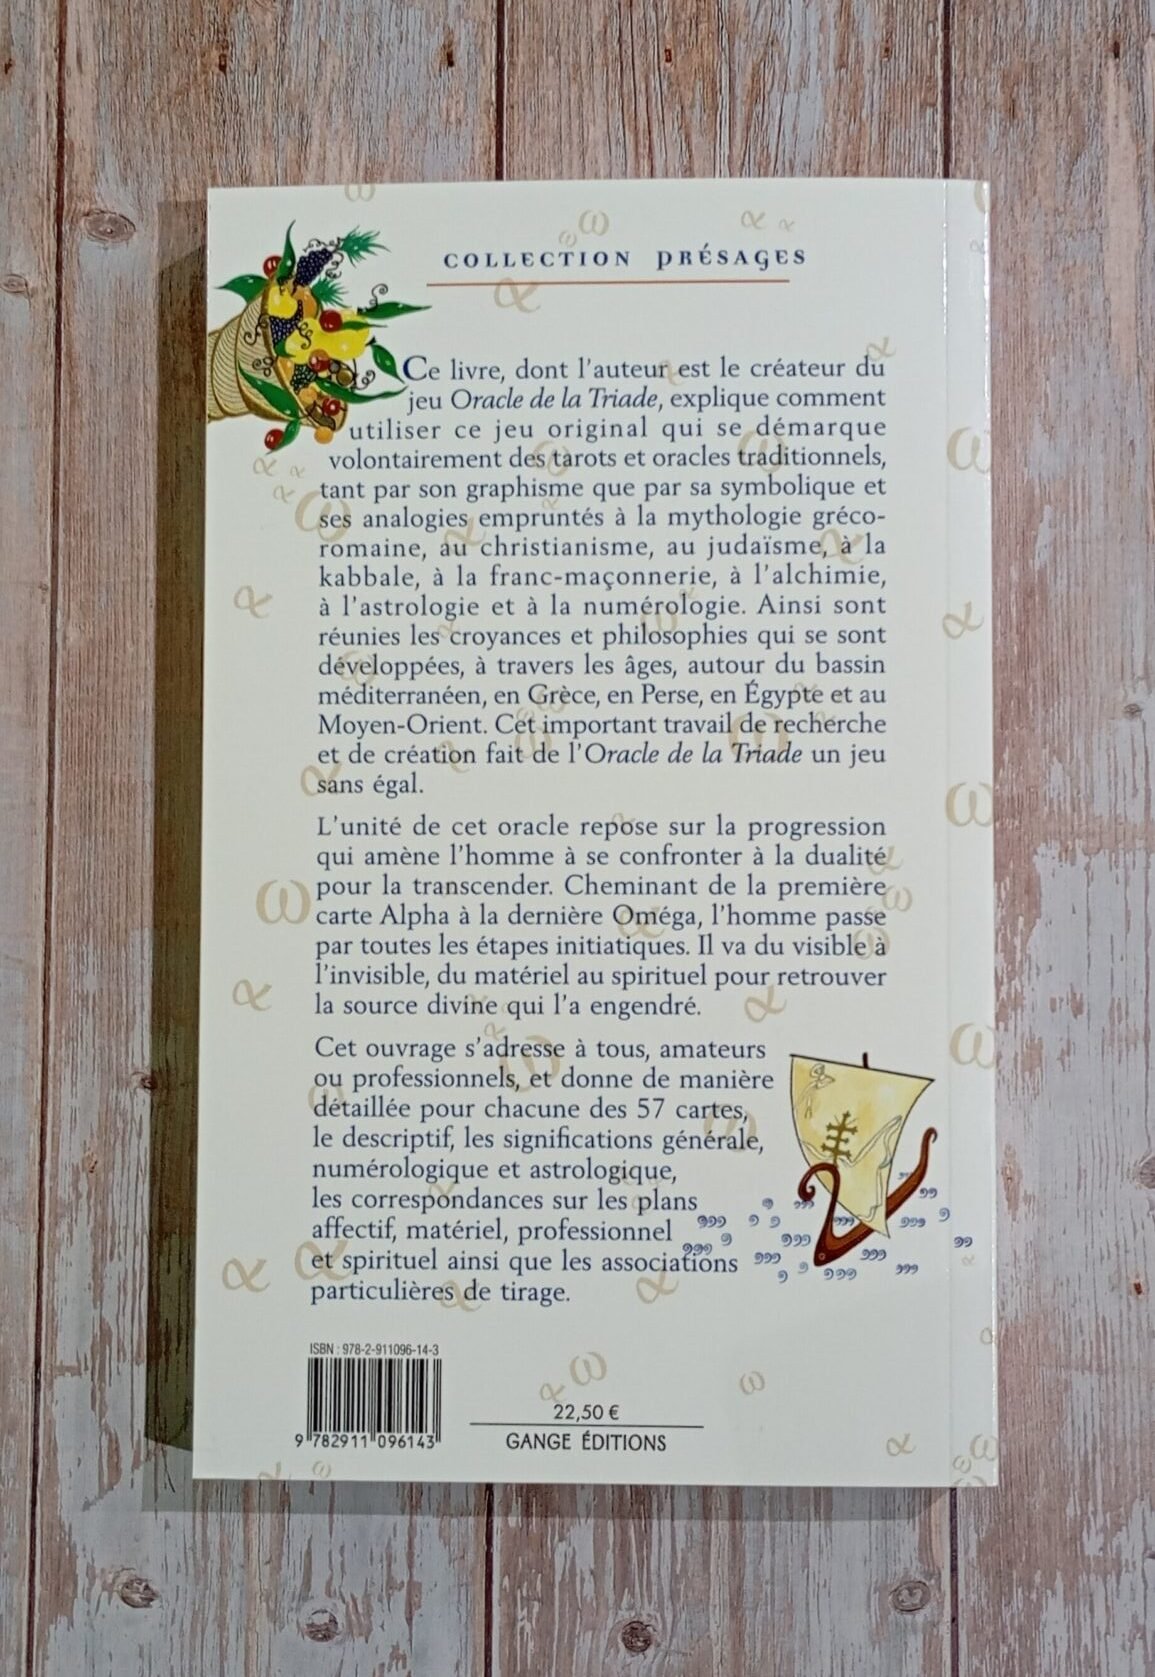 COLLECTION PRÉSAGES
Ce livre, dont l'auteur est le créateur du
jeu Oracle de la Triade, explique comment
utiliser ce jeu original qui se démarque
volontairement des tarots et oracles traditionnels,
tant par son graphisme que par sa symbolique et
ses analogies empruntés à la mythologie gréco-
romaine, au christianisme, au judaïsme, à la
kabbale, à la franc-maçonnerie, à l'alchimie,
à l'astrologie et à la numérologie. Ainsi sont
réunies les croyances et philosophies qui se sont
développées, à travers les âges, autour du bassin
méditerranéen, en Grèce, en Perse, en Égypte et au
Moyen-Orient. Cet important travail de recherche
et de création fait de l'Oracle de la Triade un jeu
sans égal.
L'unité de cet oracle repose sur la progression
qui amène l'homme à se confronter à la dualité
pour la transcender. Cheminant de la première
carte Alpha à la dernière Oméga, l'homme passe
par toutes les étapes initiatiques. Il va du visible à
l'invisible, du matériel au spirituel pour retrouver
la source divine qui l'a engendré.
Cet ouvrage s'adresse à tous, amateurs
ou professionnels, et donne de manière
détaillée pour chacune des 57 cartes,
le descriptif, les significations générale,
numérologique et astrologique,
les correspondances sur les plans
affectif, matériel, professionnel
et spirituel ainsi que les associations
particulières de tirage.
ISBN : 978-2-911096-14-3
9 782911 096143
22,50 €
GANGE ÉDITIONS